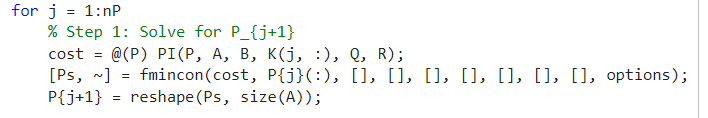 for j = 1:nP
% Step 1: Solve for P_{j+1}
cost = @(P) PI(P, A, B, K(j, :), Q, R);
[Ps, ~] = fmincon(cost, P{j}(:), [], [], [], [], [], [], [], options);
P{j+1} = reshape(Ps, size(A));